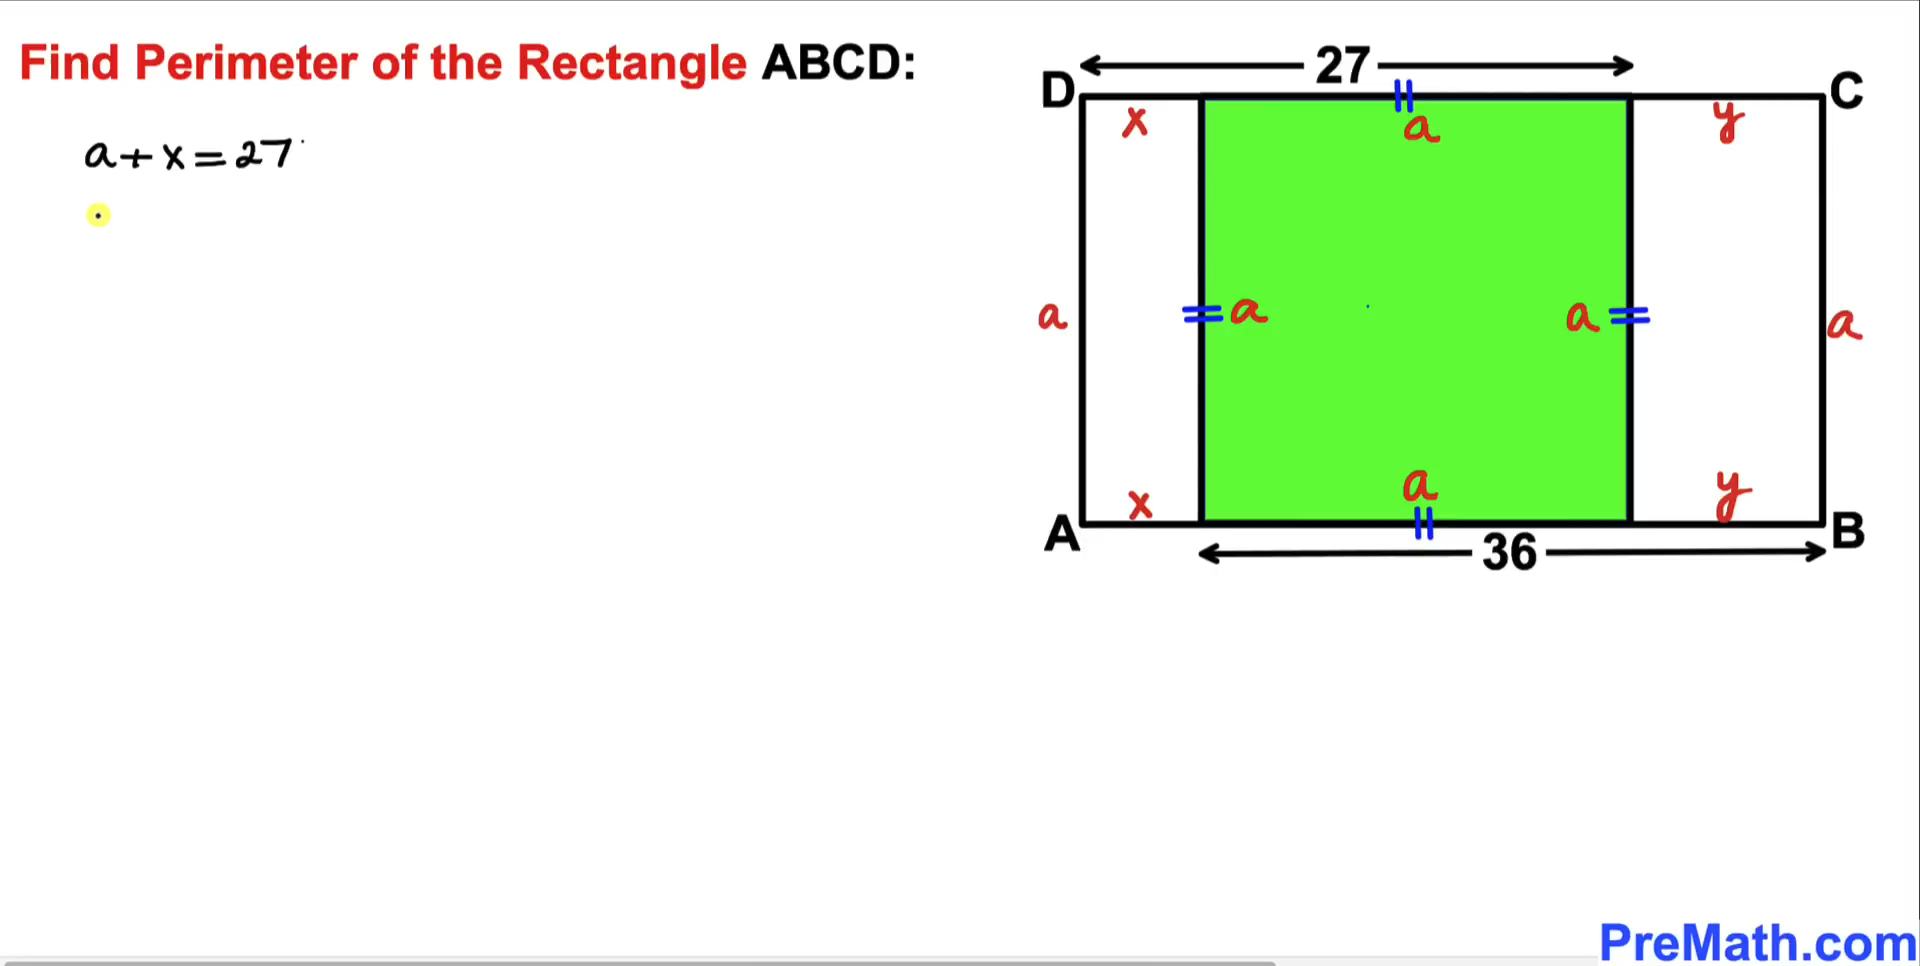 Find Perimeter of the Rectangle ABCD:
a+x=27
27
D
C
x
a
y
a
a
a
a
x
a
y
A
B
36
PreMath.com